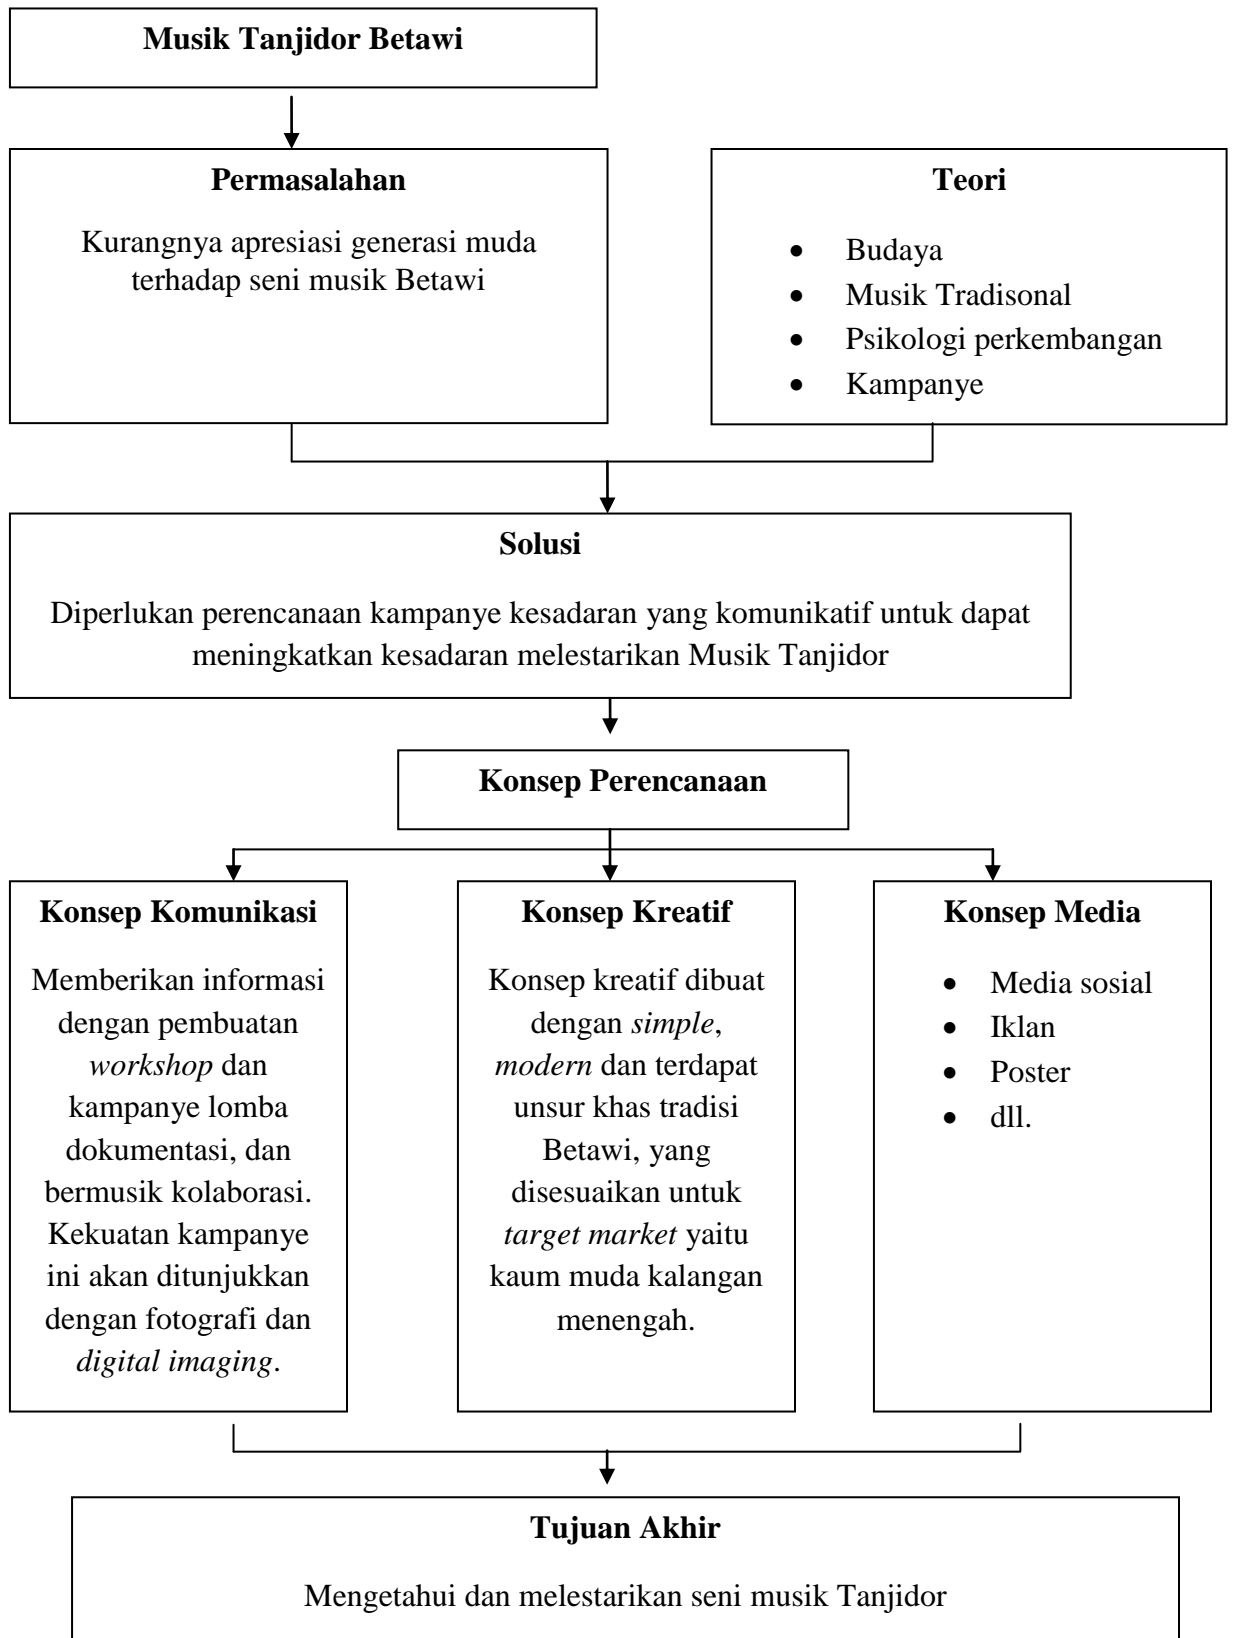 Musik Tanjidor Betawi
Permasalahan
Kurangnya apresiasi generasi muda
terhadap seni musik Betawi
Teori
• Budaya
• Musik Tradisonal
• Psikologi perkembangan
• Kampanye
Solusi
Diperlukan perencanaan kampanye kesadaran yang komunikatif untuk dapat
meningkatkan kesadaran melestarikan Musik Tanjidor
Konsep Perencanaan
Konsep Komunikasi
Memberikan informasi
dengan pembuatan
workshop dan
kampanye lomba
dokumentasi, dan
bermusik kolaborasi.
Kekuatan kampanye
ini akan ditunjukkan
dengan fotografi dan
digital imaging.
Konsep Kreatif
Konsep kreatif dibuat
dengan simple,
modern dan terdapat
unsur khas tradisi
Betawi, yang
disesuaikan untuk
target market yaitu
kaum muda kalangan
menengah.
Konsep Media
• Media sosial
• Iklan
• Poster
• dll.
Tujuan Akhir
Mengetahui dan melestarikan seni musik Tanjidor